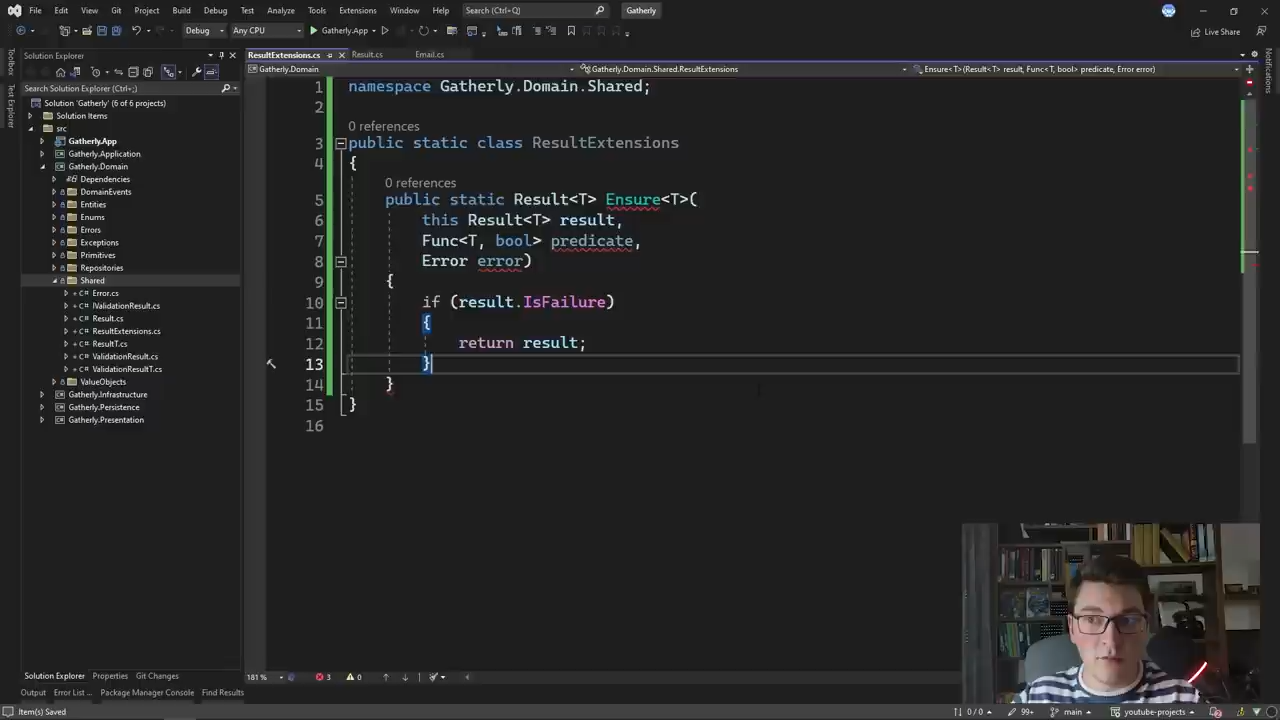 File Edit View Git Project Build Debug Test Analyze Tools Extensions Window Help Search (Ctrl+Q) Gatherly
Debug Any CPU Gatherly.App Live Share
Toolbox
Test Explorer
Solution Explorer
Search Solution Explorer (Ctrl+;)
Solution 'Gatherly' (6 of 6 projects)
Solution Items
src
Gatherly.App
Gatherly.Application
Gatherly.Domain
Dependencies
DomainEvents
Entities
Enums
Errors
Exceptions
Primitives
Repositories
Shared
Error.cs
IValidationResult.cs
Result.cs
ResultExtensions.cs
ResultT.cs
ValidationResult.cs
ValidationResultT.cs
ValueObjects
Gatherly.Infrastructure
Gatherly.Persistence
Gatherly.Presentation
Solution Explorer Properties Git Changes
ResultExtensions.cs Result.cs Email.cs
Gatherly.Domain Gatherly.Domain.Shared.ResultExtensions Ensure<T>(Result<T> result, Func<T, bool> predicate, Error error)
1 namespace Gatherly.Domain.Shared;
2
0 references
3 public static class ResultExtensions
4 {
0 references
5 public static Result<T> Ensure<T>(
6 this Result<T> result,
7 Func<T, bool> predicate,
8 Error error)
9 {
10 if (result.IsFailure)
11 {
12 return result;
13 }
14 }
15 }
16
181 % 3 0
Output Error List ... Package Manager Console Find Results
Item(s) Saved 0 / 0 99+ main youtube-projects